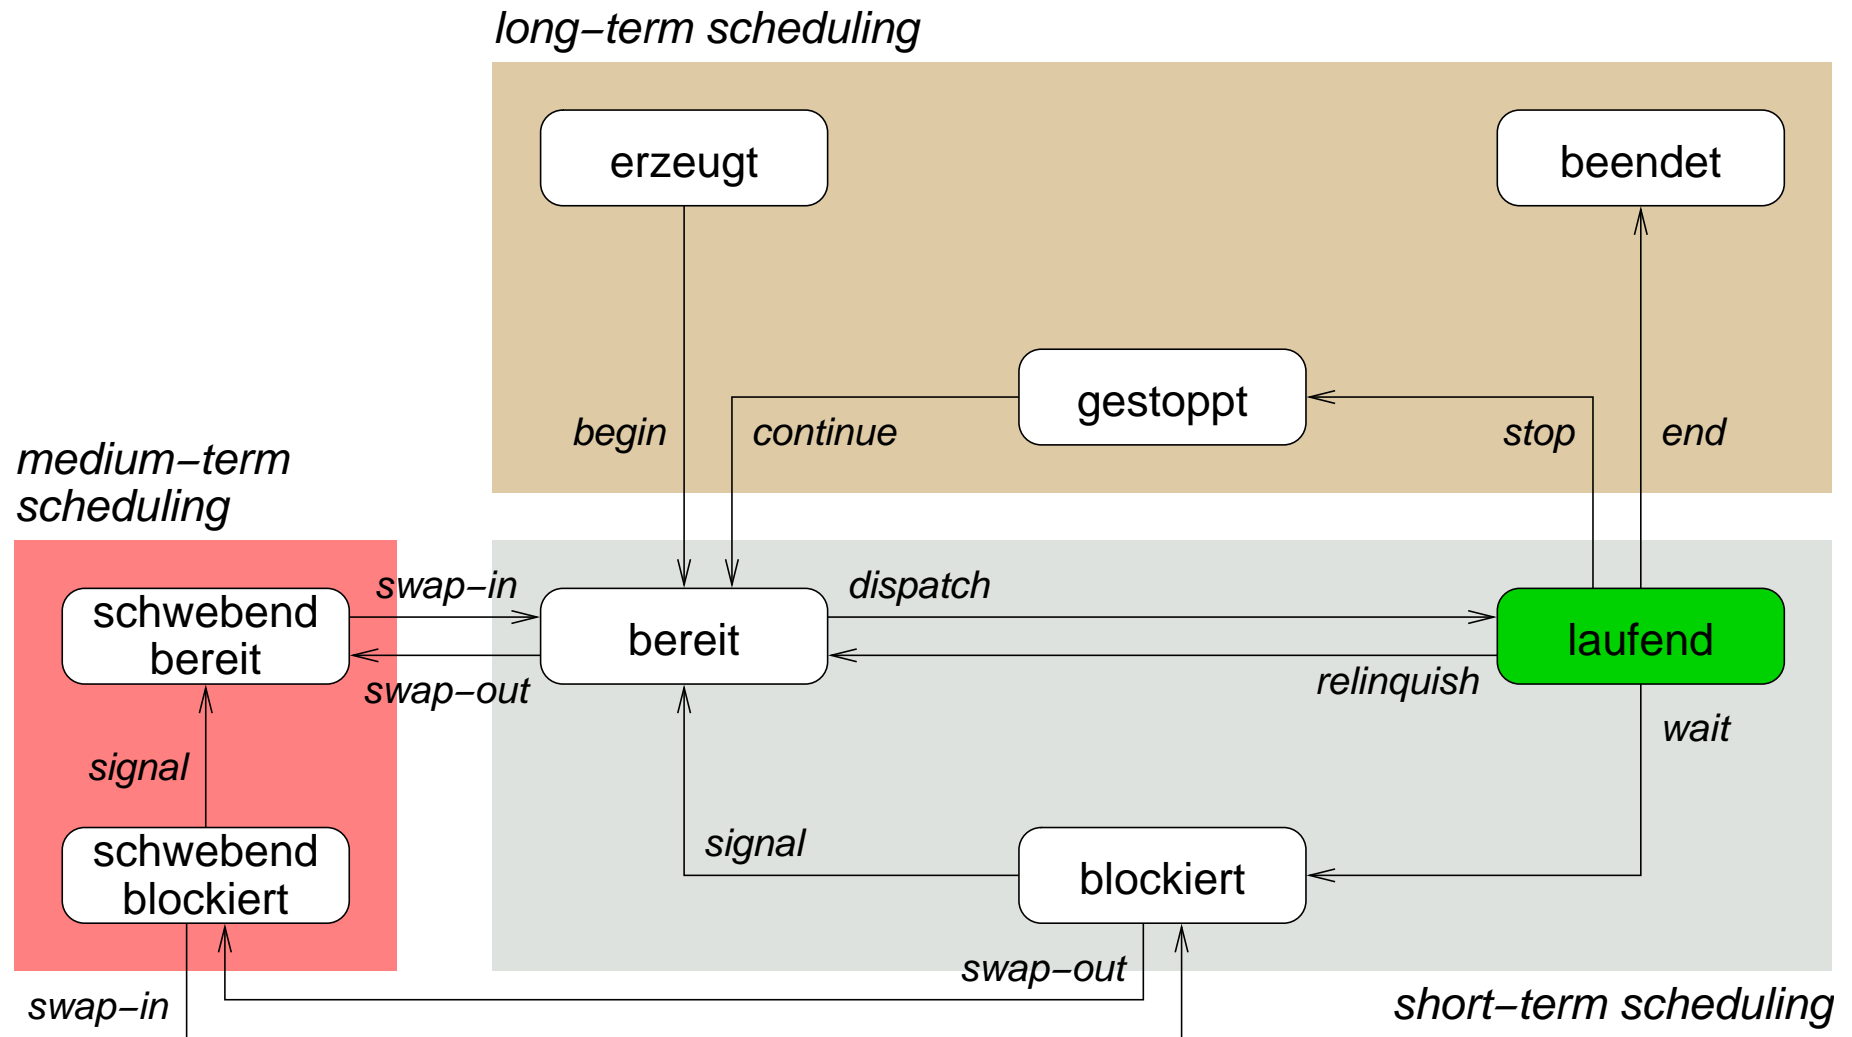 long−term scheduling
erzeugt
beendet
gestoppt
begin
continue
stop
end
medium−term
scheduling
swap−in
dispatch
schwebend
bereit
bereit
laufend
swap−out
relinquish
wait
signal
signal
schwebend
blockiert
blockiert
swap−out
swap−in
short−term scheduling